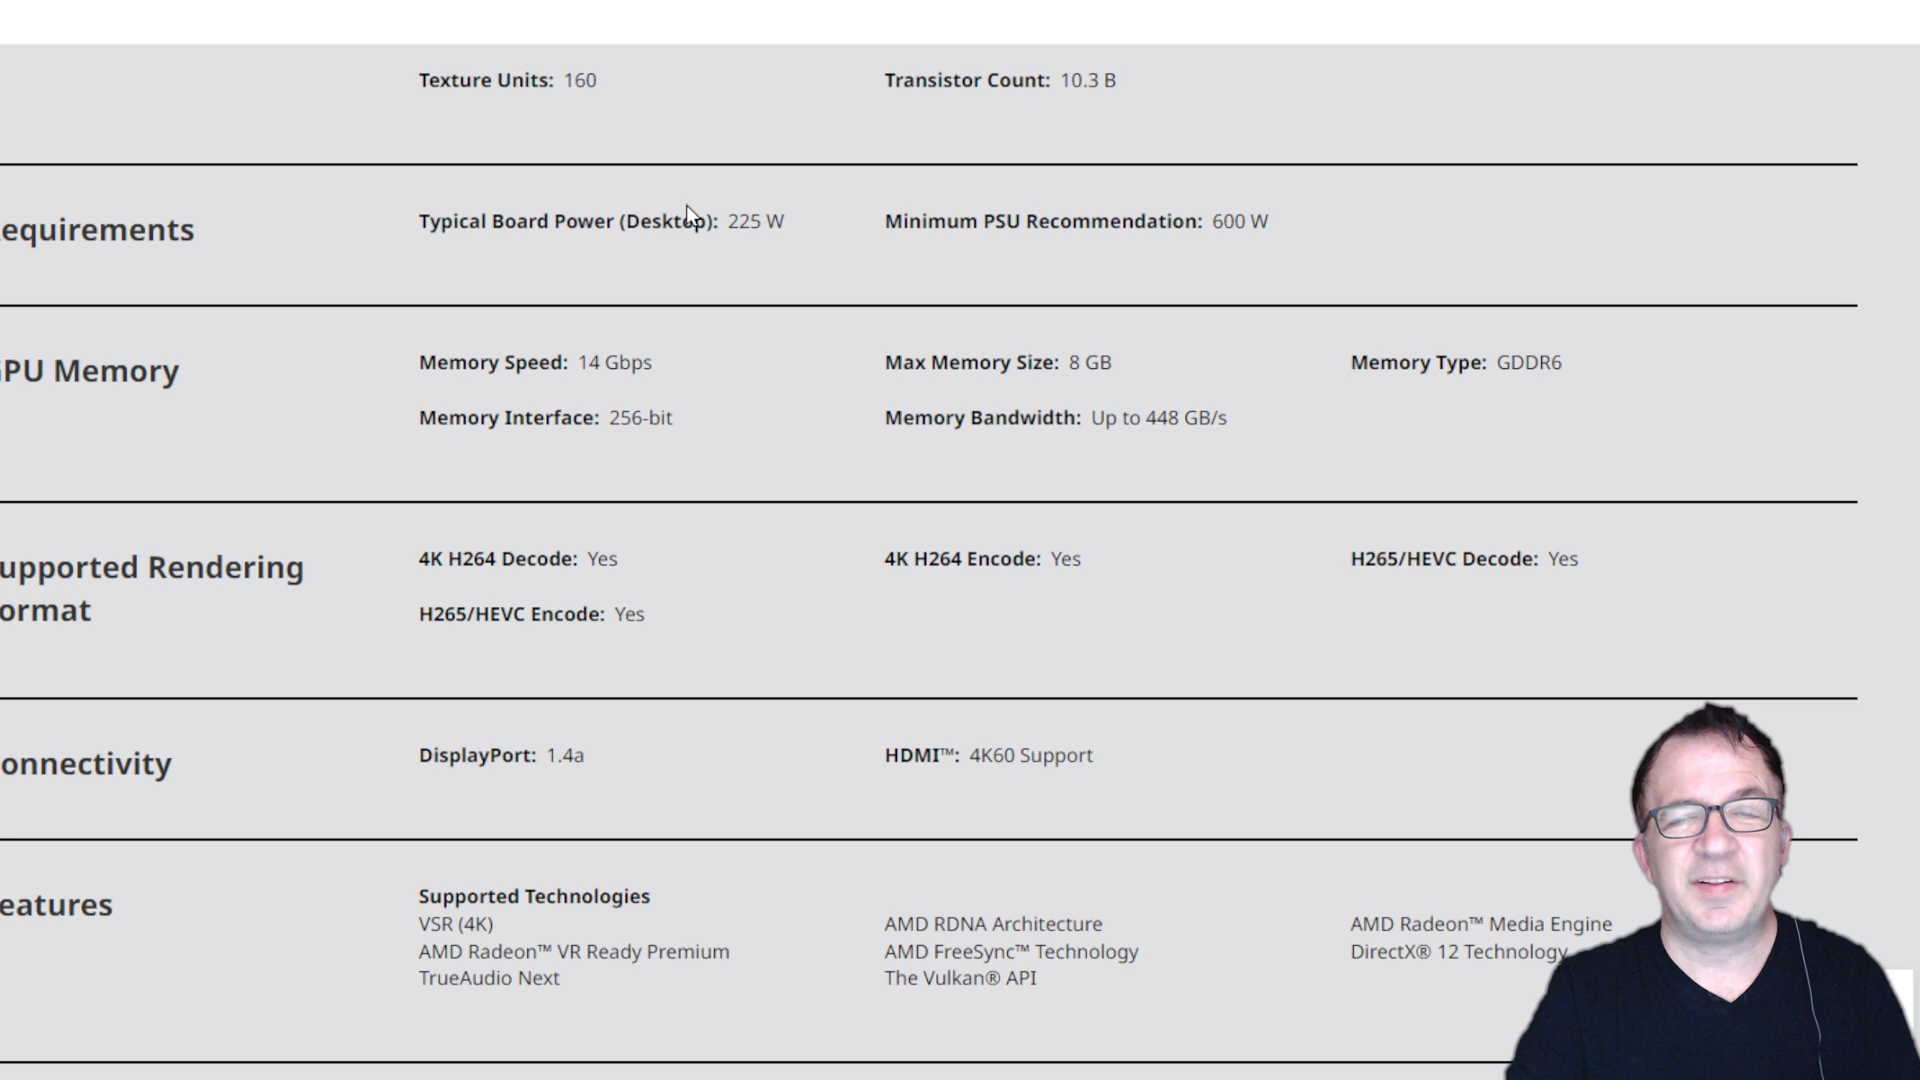 Texture Units: 160 Transistor Count: 10.3 B
equirements Typical Board Power (Desktop): 225 W Minimum PSU Recommendation: 600 W
GPU Memory Memory Speed: 14 Gbps Max Memory Size: 8 GB Memory Type: GDDR6
Memory Interface: 256-bit Memory Bandwidth: Up to 448 GB/s
upported Rendering
ormat
4K H264 Decode: Yes 4K H264 Encode: Yes H265/HEVC Decode: Yes
H265/HEVC Encode: Yes
onnectivity DisplayPort: 1.4a HDMI™: 4K60 Support
eatures Supported Technologies
VSR (4K) AMD RDNA Architecture AMD Radeon™ Media Engine
AMD Radeon™ VR Ready Premium AMD FreeSync™ Technology DirectX® 12 Technology
TrueAudio Next The Vulkan® API